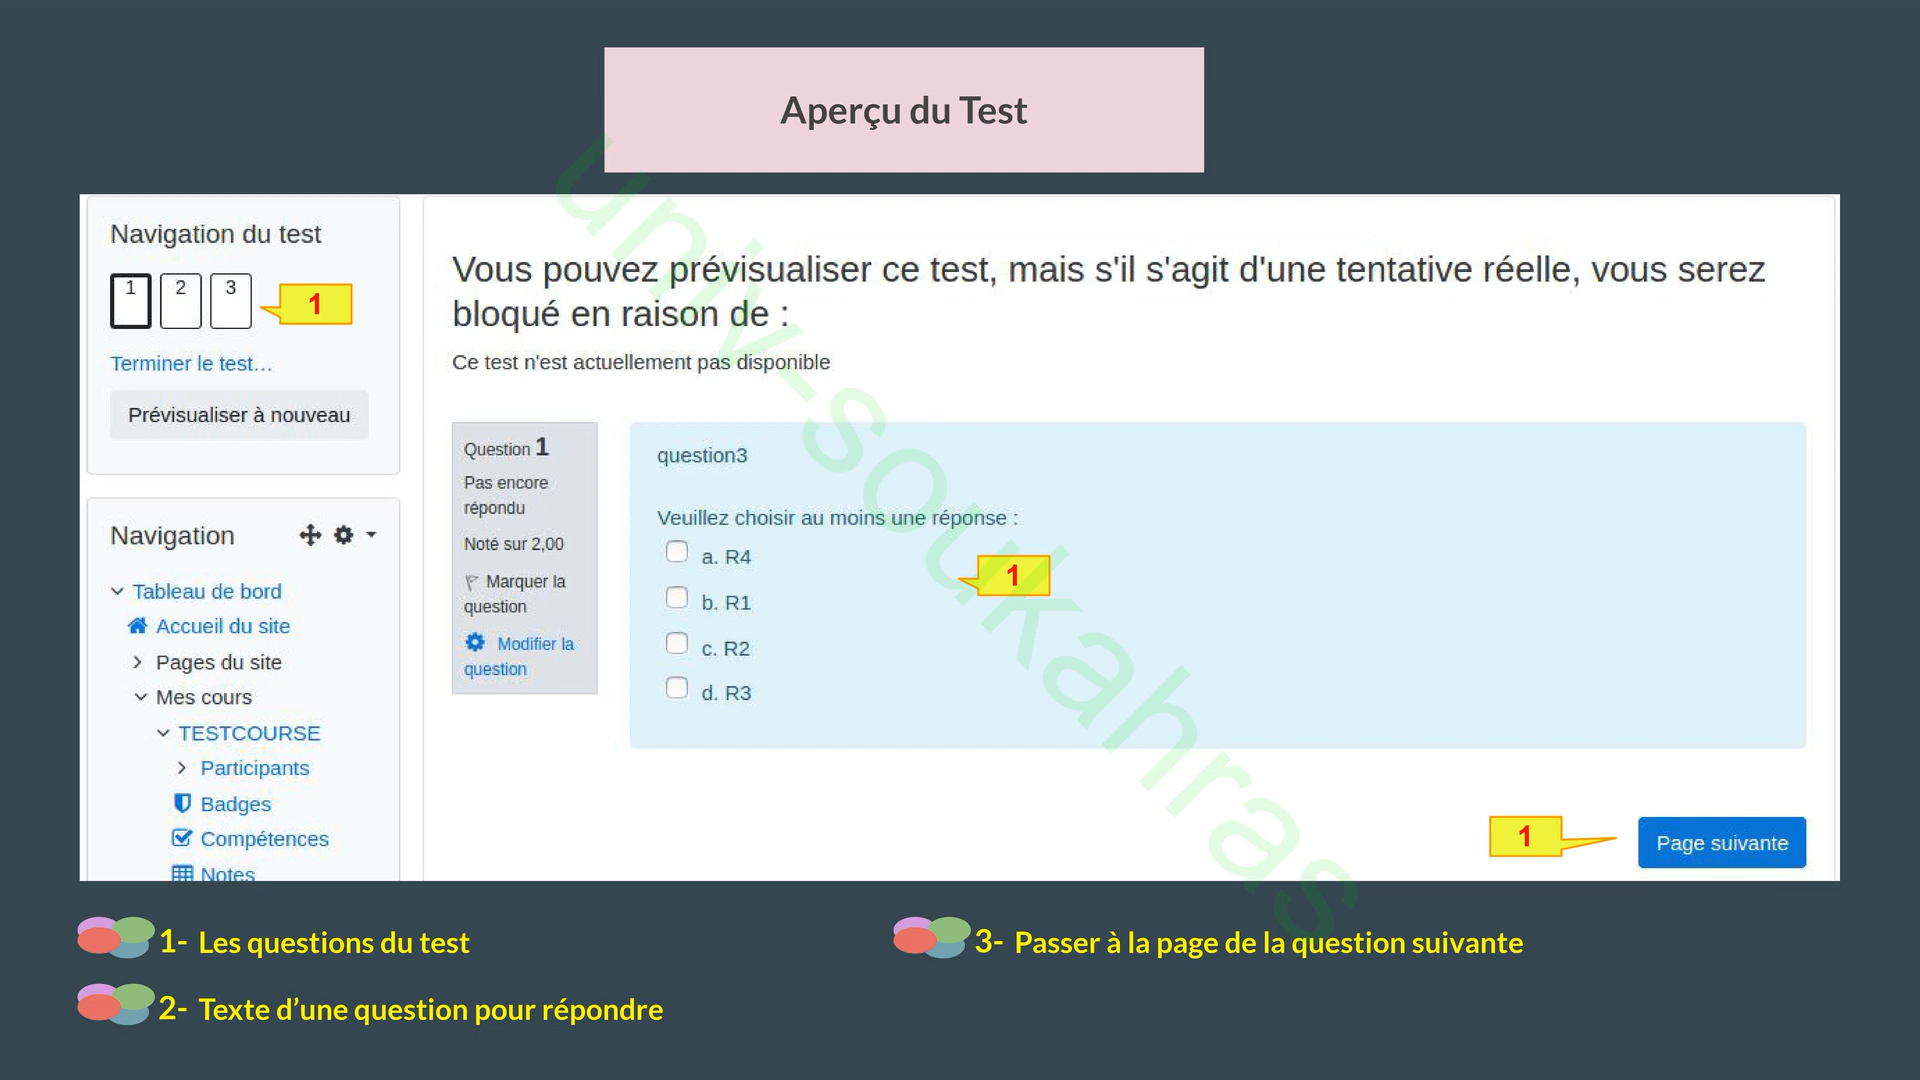 Aperçu du Test
Navigation du test
1 2 3
1
Terminer le test...
Prévisualiser à nouveau
Navigation
Tableau de bord
Accueil du site
Pages du site
Mes cours
TESTCOURSE
Participants
Badges
Compétences
Notes
Vous pouvez prévisualiser ce test, mais s'il s'agit d'une tentative réelle, vous serez
bloqué en raison de :
Ce test n'est actuellement pas disponible
Question 1
Pas encore
répondu
Noté sur 2,00
Marquer la
question
Modifier la
question
question3
Veuillez choisir au moins une réponse :
a. R4
b. R1
c. R2
d. R3
1
1
Page suivante
univ-soukahras
1- Les questions du test
2- Texte d’une question pour répondre
3- Passer à la page de la question suivante